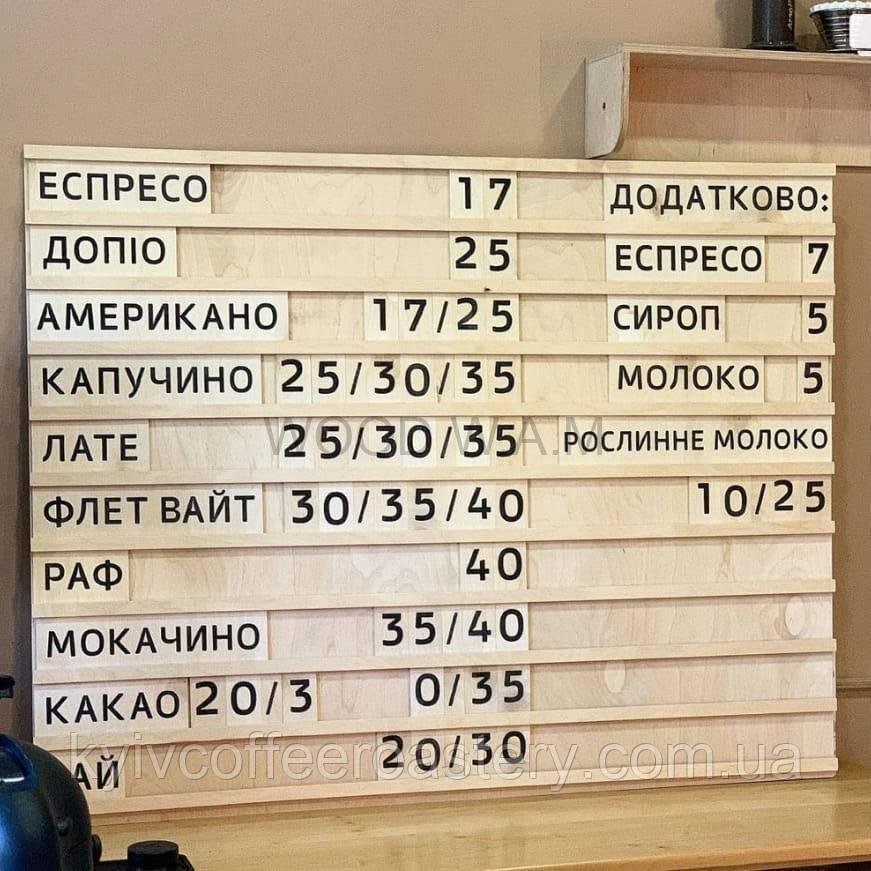 ЕСПРЕСО 17
ДОПІО 25
АМЕРИКАНО 17/25
КАПУЧИНО 25/30/35
ЛАТЕ 25/30/35
ФЛЕТ ВАЙТ 30/35/40
РАФ 40
МОКАЧИНО 35/40
КАКАО 20/3 0/35
АЙ 20/30
ДОДАТКОВО:
ЕСПРЕСО 7
СИРОП 5
МОЛОКО 5
РОСЛИННЕ МОЛОКО
10/25
WOOD.W.A.M
kyivcoffeeroastery.com.ua